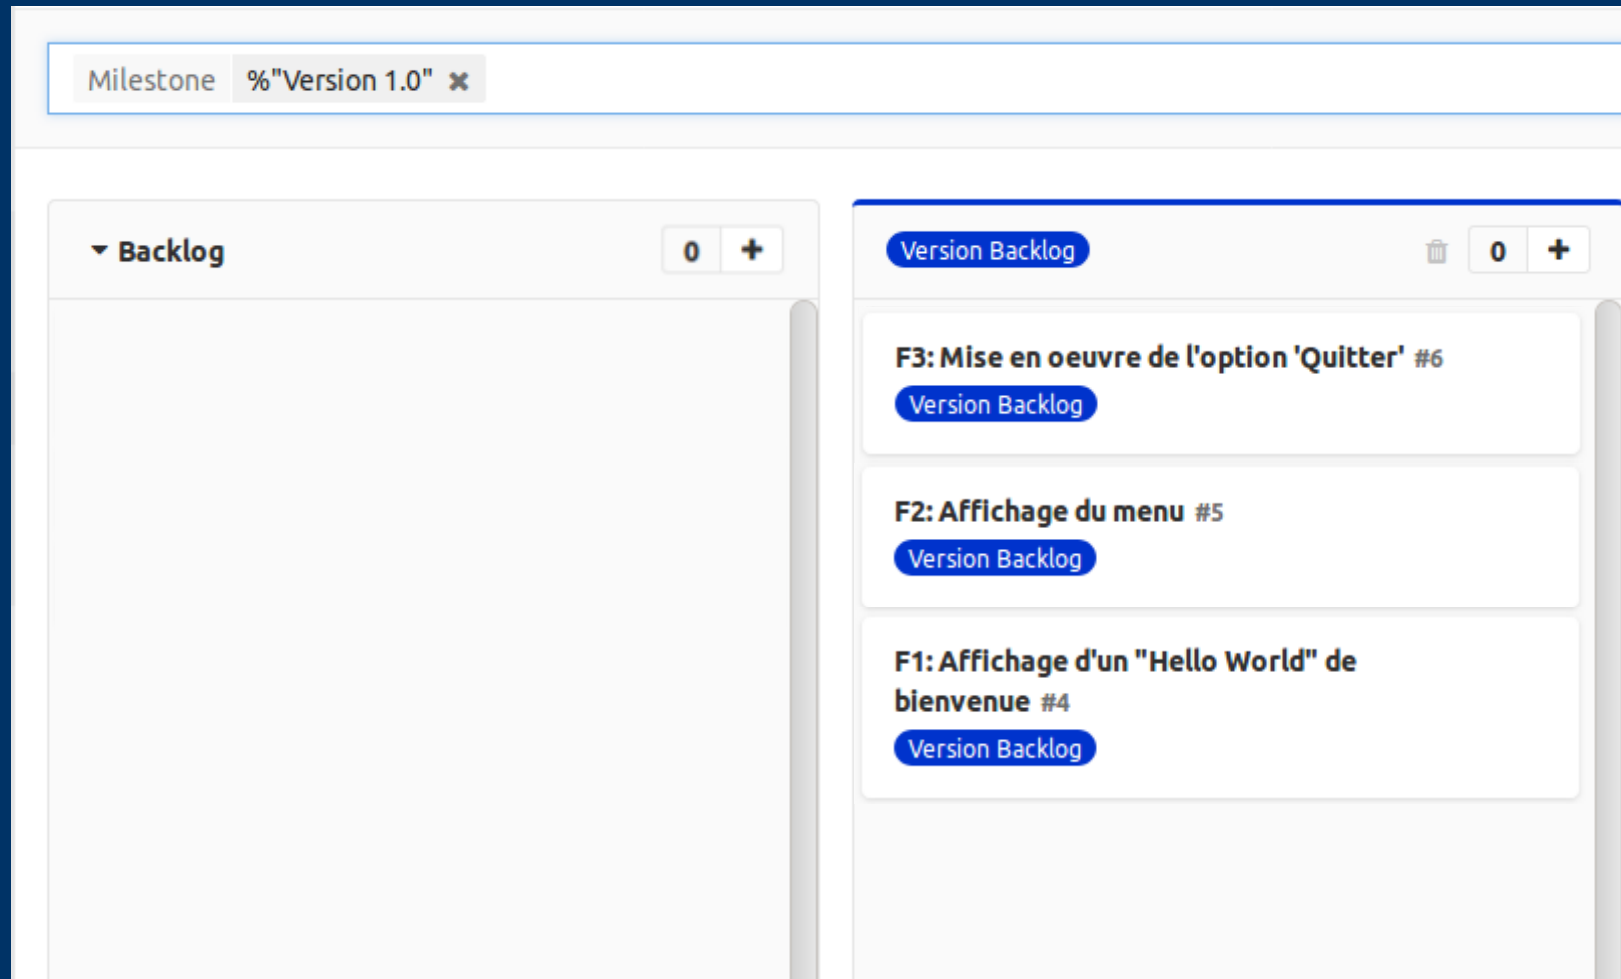 Milestone %"Version 1.0" ✖
Backlog 0 +
Version Backlog 0 +
F3: Mise en oeuvre de l'option 'Quitter' #6
Version Backlog
F2: Affichage du menu #5
Version Backlog
F1: Affichage d'un "Hello World" de
bienvenue #4
Version Backlog